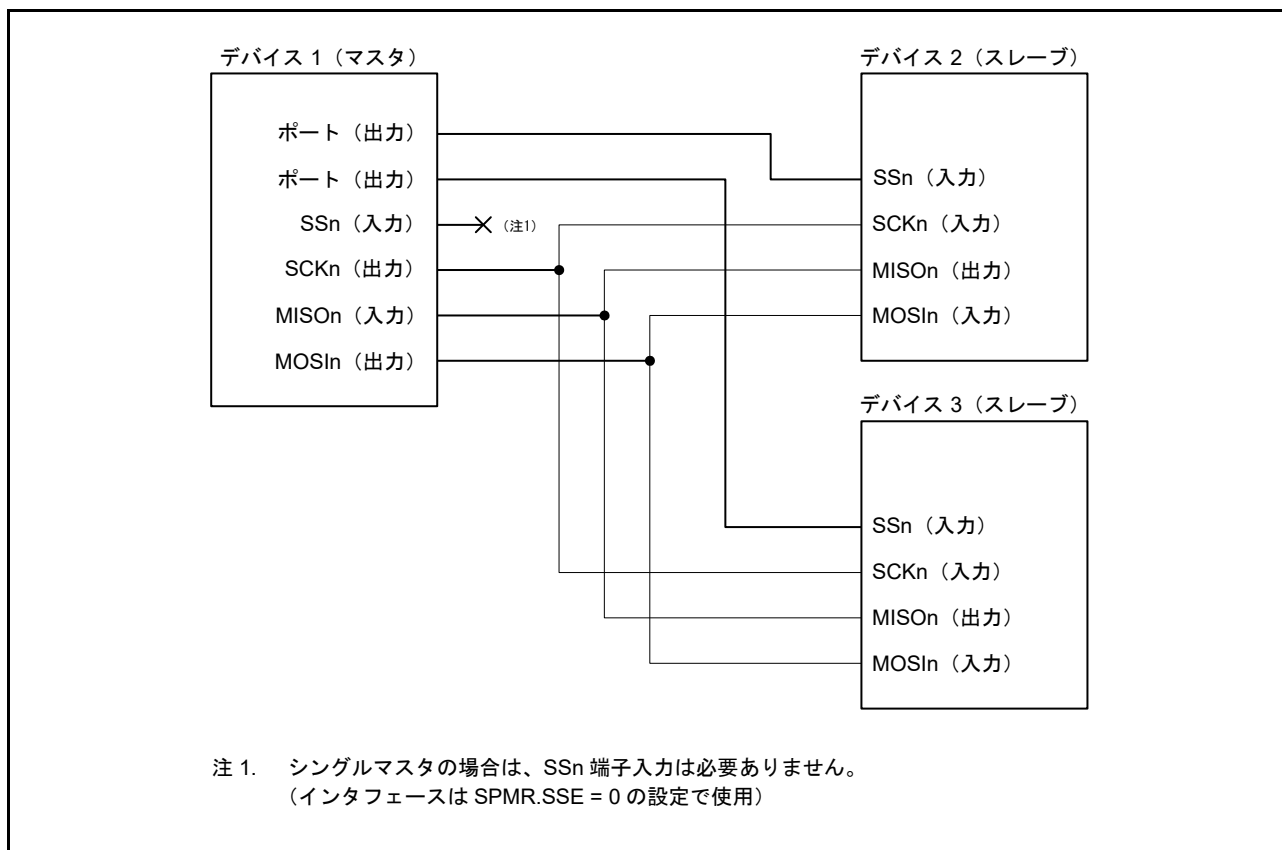 デバイス 1（マスタ）
ポート（出力）
ポート（出力）
SSn（入力）
（注1）
SCKn（出力）
MISOn（入力）
MOSIn（出力）
デバイス 2（スレーブ）
SSn（入力）
SCKn（入力）
MISOn（出力）
MOSIn（入力）
デバイス 3（スレーブ）
SSn（入力）
SCKn（入力）
MISOn（出力）
MOSIn（入力）
注 1. シングルマスタの場合は、SSn 端子入力は必要ありません。
（インタフェースは SPMR.SSE = 0 の設定で使用）